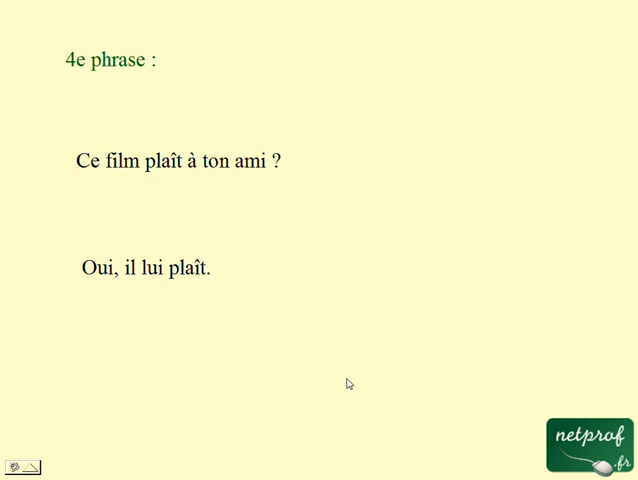 4e phrase :
Ce film plaît à ton ami ?
Oui, il lui plaît.
netprof
.fr